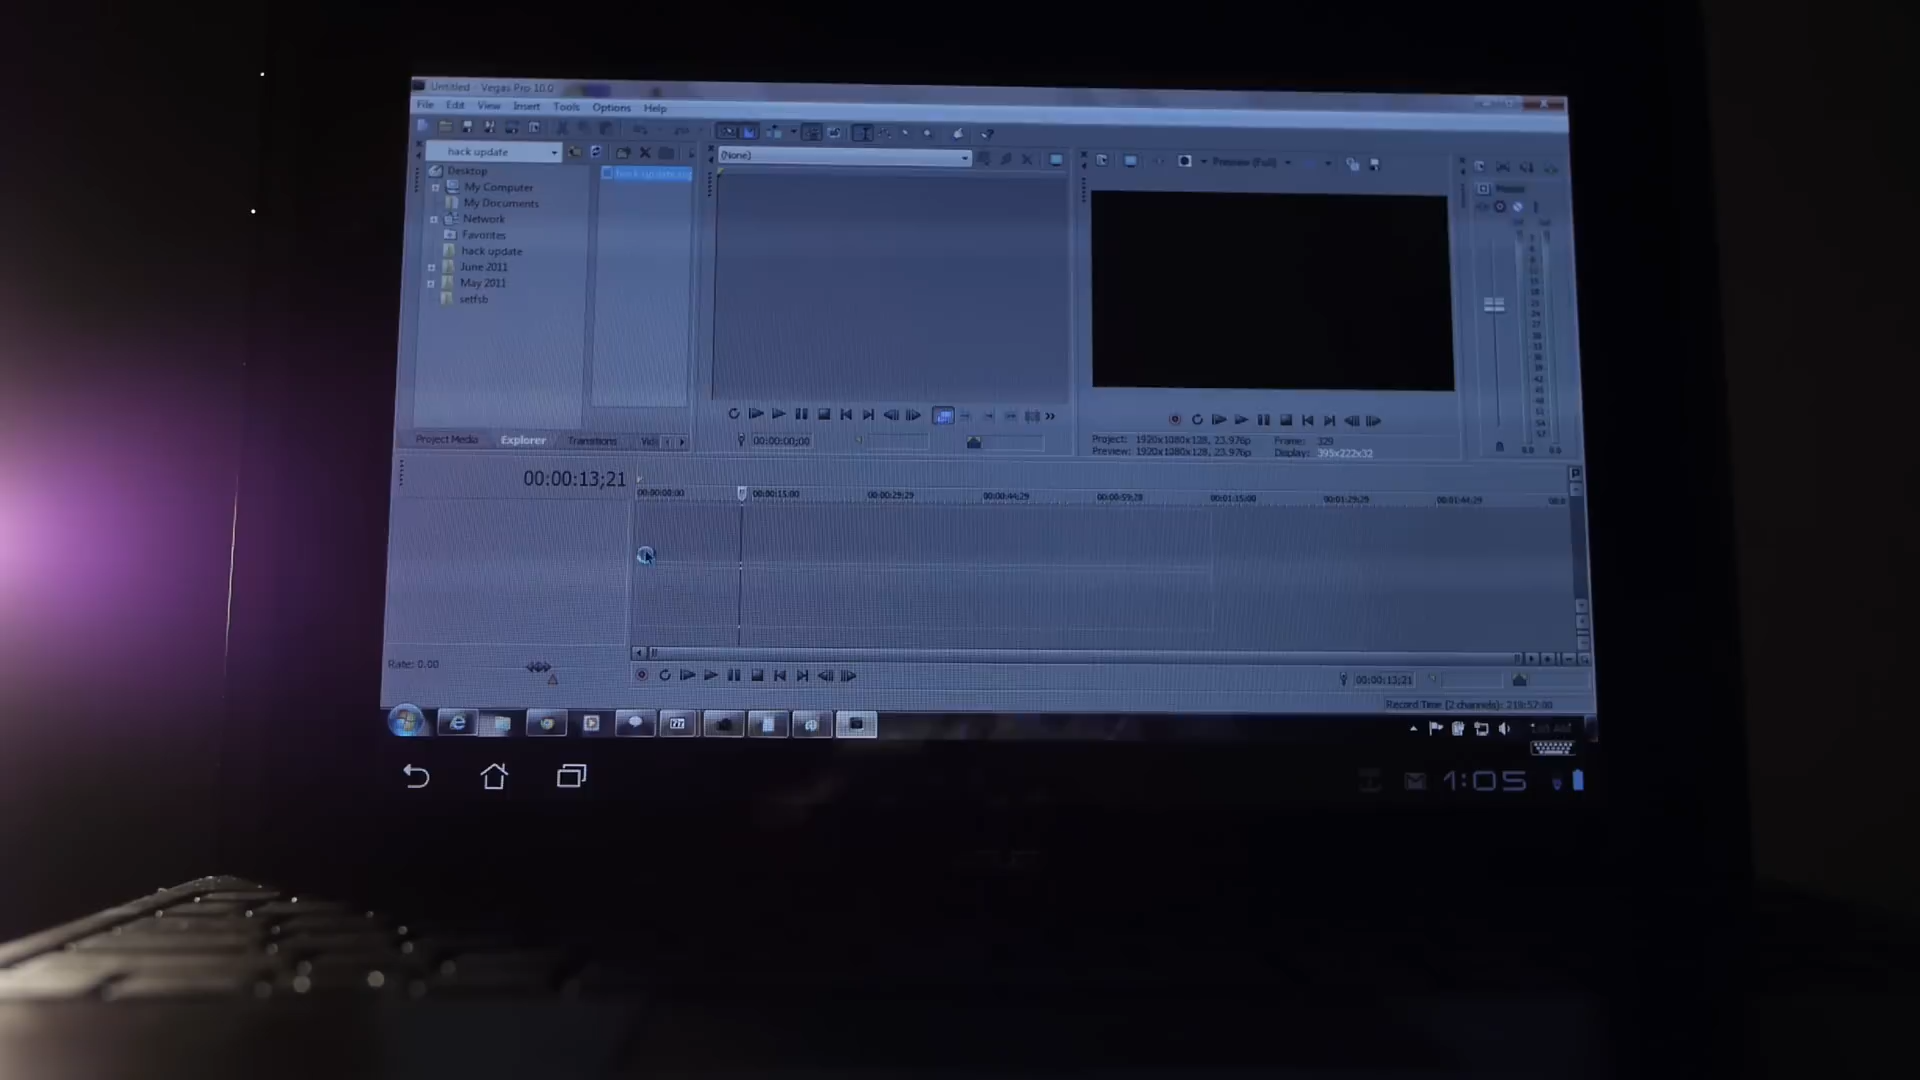 Untitled - Vegas Pro 10.0
File Edit View Insert Tools Options Help
hack update
(None)
Preview (Full)
Desktop
My Computer
My Documents
Network
Favorites
hack update
June 2011
May 2011
setfsb
Project Media Explorer Transitions
00:00:00;00
Project: 1920x1080x128, 23.976p Frame: 329
Preview: 1920x1080x128, 23.976p Display: 395x222x32
00:00:13;21
00:00:00;00 00:00:15;00 00:00:29;29 00:00:44;29 00:00:59;28 00:01:15;00 00:01:29;29 00:01:44;29
Rate: 0.00
00:00:13;21
Record Time (2 channels): 218:57:00
1:05